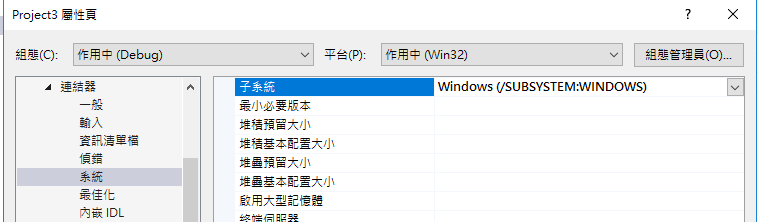 Project3 屬性頁
組態(C): 作用中 (Debug) 平台(P): 作用中 (Win32) 組態管理員(O)...
連結器
一般
輸入
資訊清單檔
偵錯
系統
最佳化
內嵌 IDL
子系統 Windows (/SUBSYSTEM:WINDOWS)
最小必要版本
堆積預留大小
堆積基本配置大小
堆疊預留大小
堆疊基本配置大小
啟用大型記憶體
終端伺服器